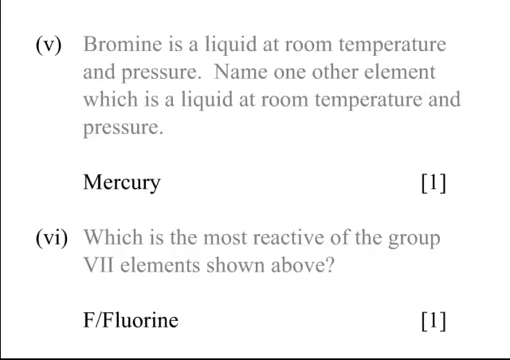 (v) Bromine is a liquid at room temperature
and pressure. Name one other element
which is a liquid at room temperature and
pressure.
Mercury [1]
(vi) Which is the most reactive of the group
VII elements shown above?
F/Fluorine [1]